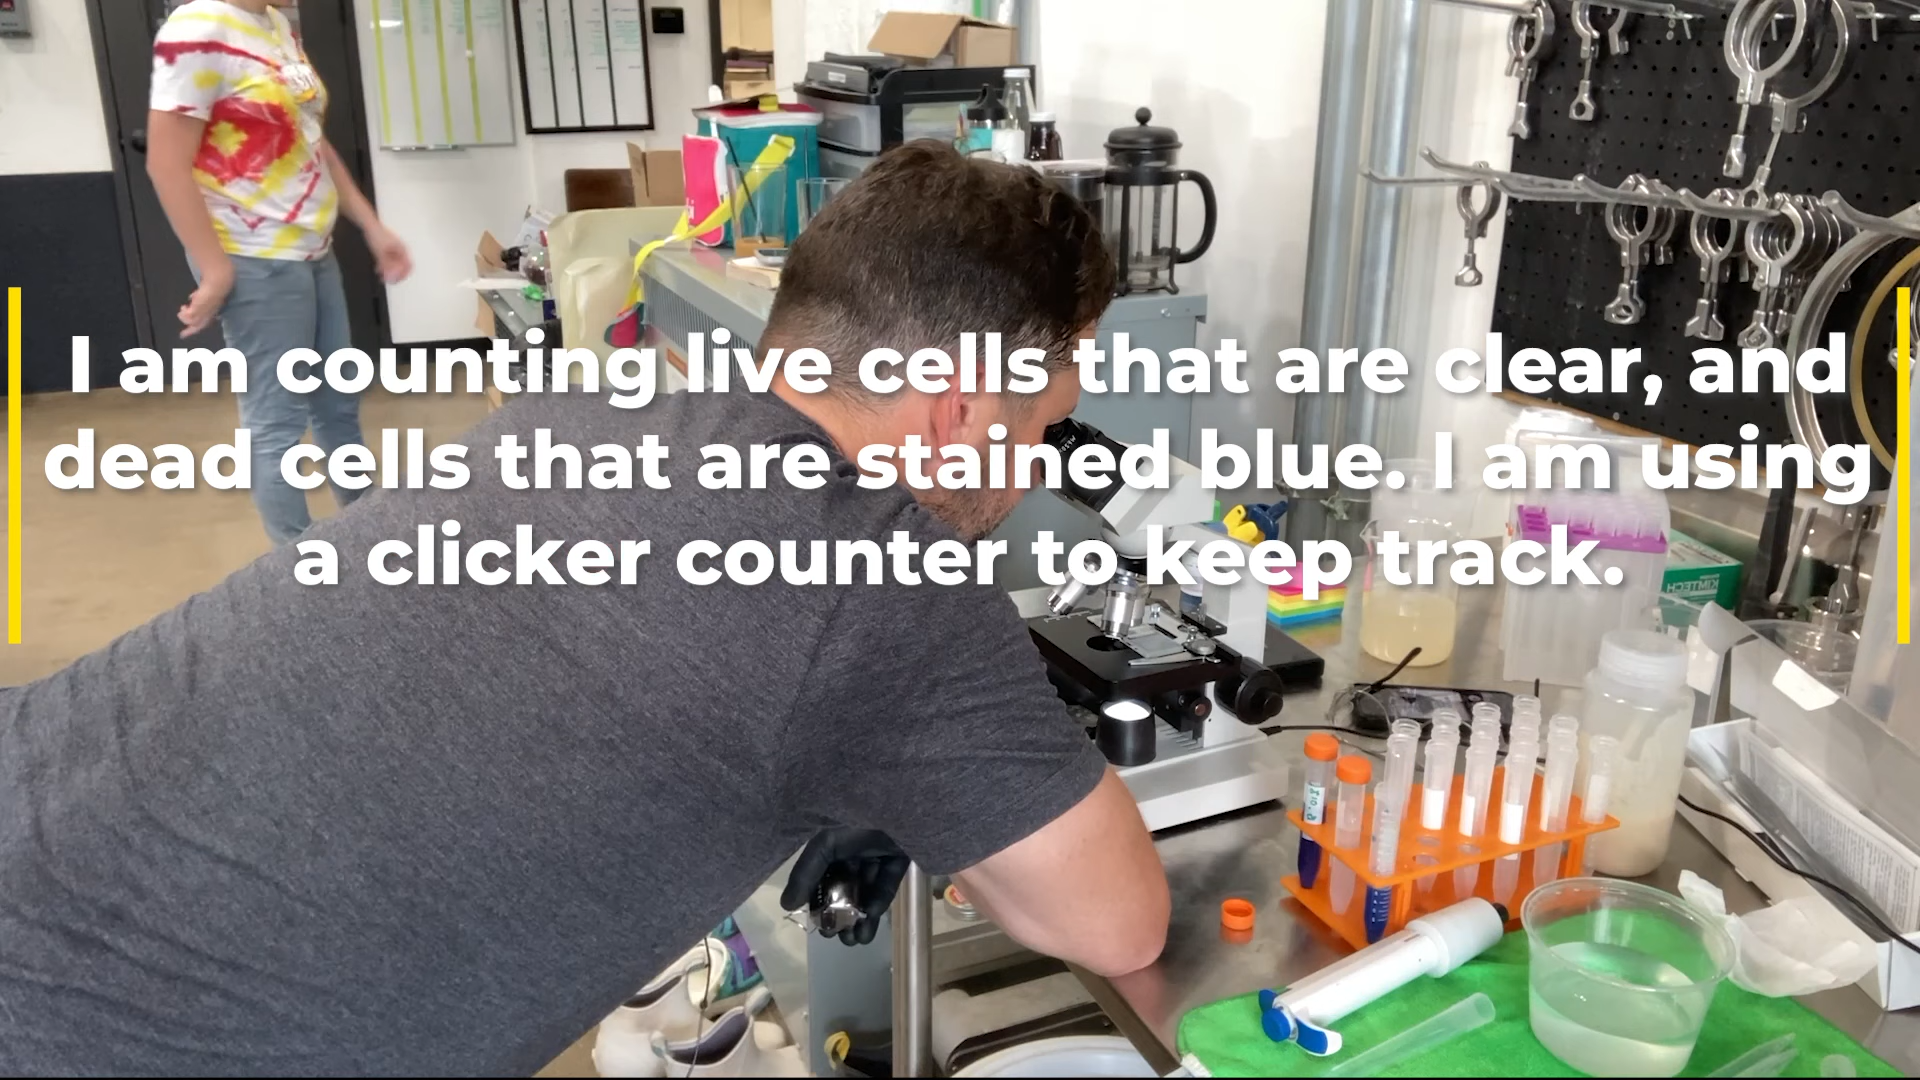 I am counting live cells that are clear, and
dead cells that are stained blue. I am using
a clicker counter to keep track.
KIMTECH